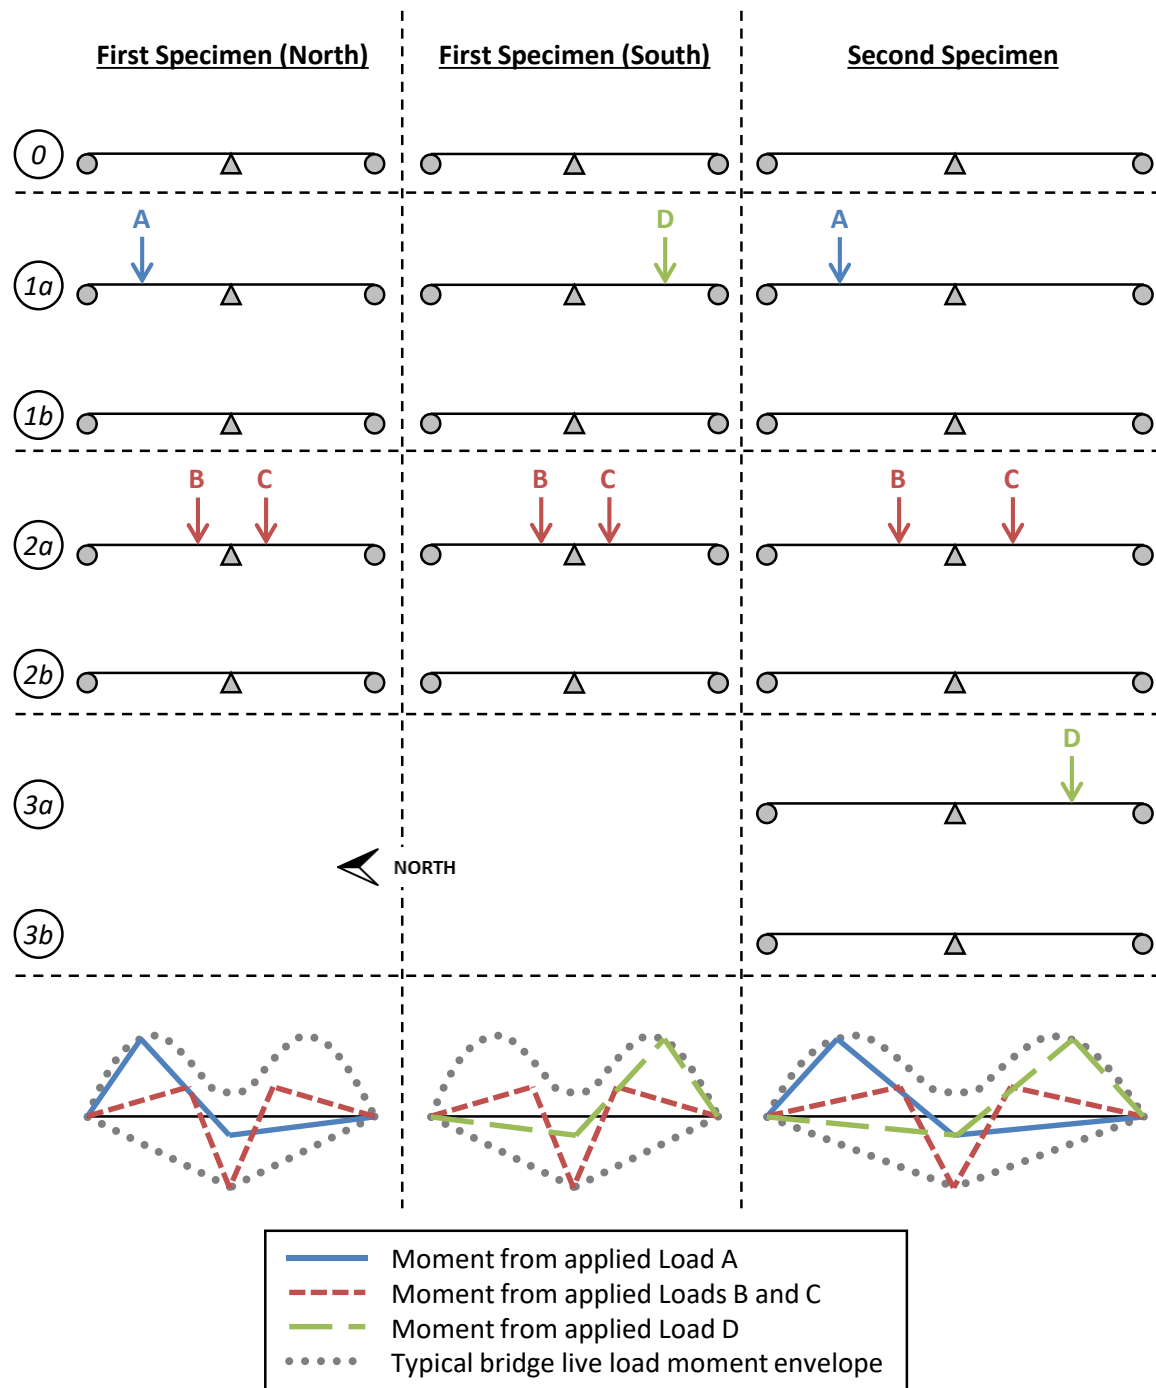 First Specimen (North) First Specimen (South) Second Specimen
0
A D A
1a
1b
B C B C B C
2a
2b
D
3a
NORTH
3b
Moment from applied Load A
Moment from applied Loads B and C
Moment from applied Load D
Typical bridge live load moment envelope